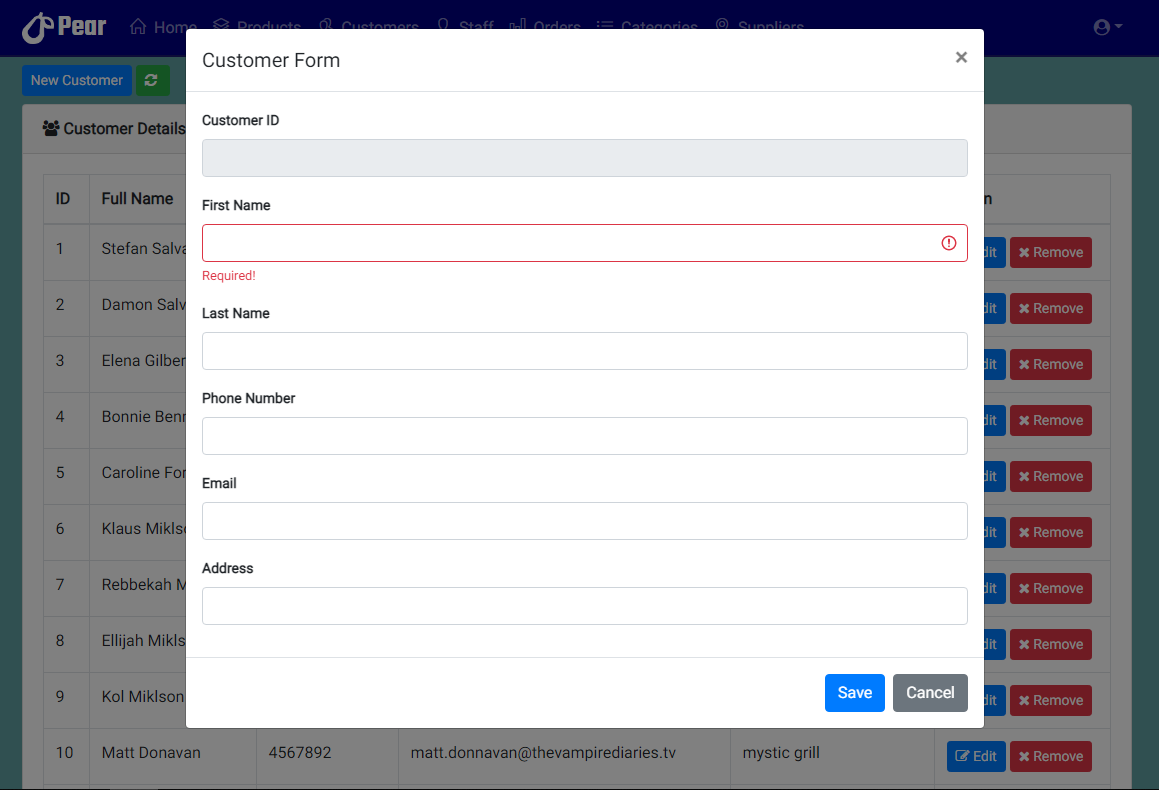 Pear Home Products Customers Staff Orders Categories Suppliers
Customer Form ×
New Customer
Customer Details
Customer ID
ID Full Name
First Name
Required!
Last Name
Phone Number
Email
Address
1 Stefan Salva dit Remove
2 Damon Salv dit Remove
3 Elena Gilber dit Remove
4 Bonnie Benn dit Remove
5 Caroline For dit Remove
6 Klaus Miklso dit Remove
7 Rebbekah M dit Remove
8 Ellijah Mikls dit Remove
9 Kol Miklson dit Remove
Save Cancel
10 Matt Donavan 4567892 matt.donnavan@thevampirediaries.tv mystic grill Edit Remove